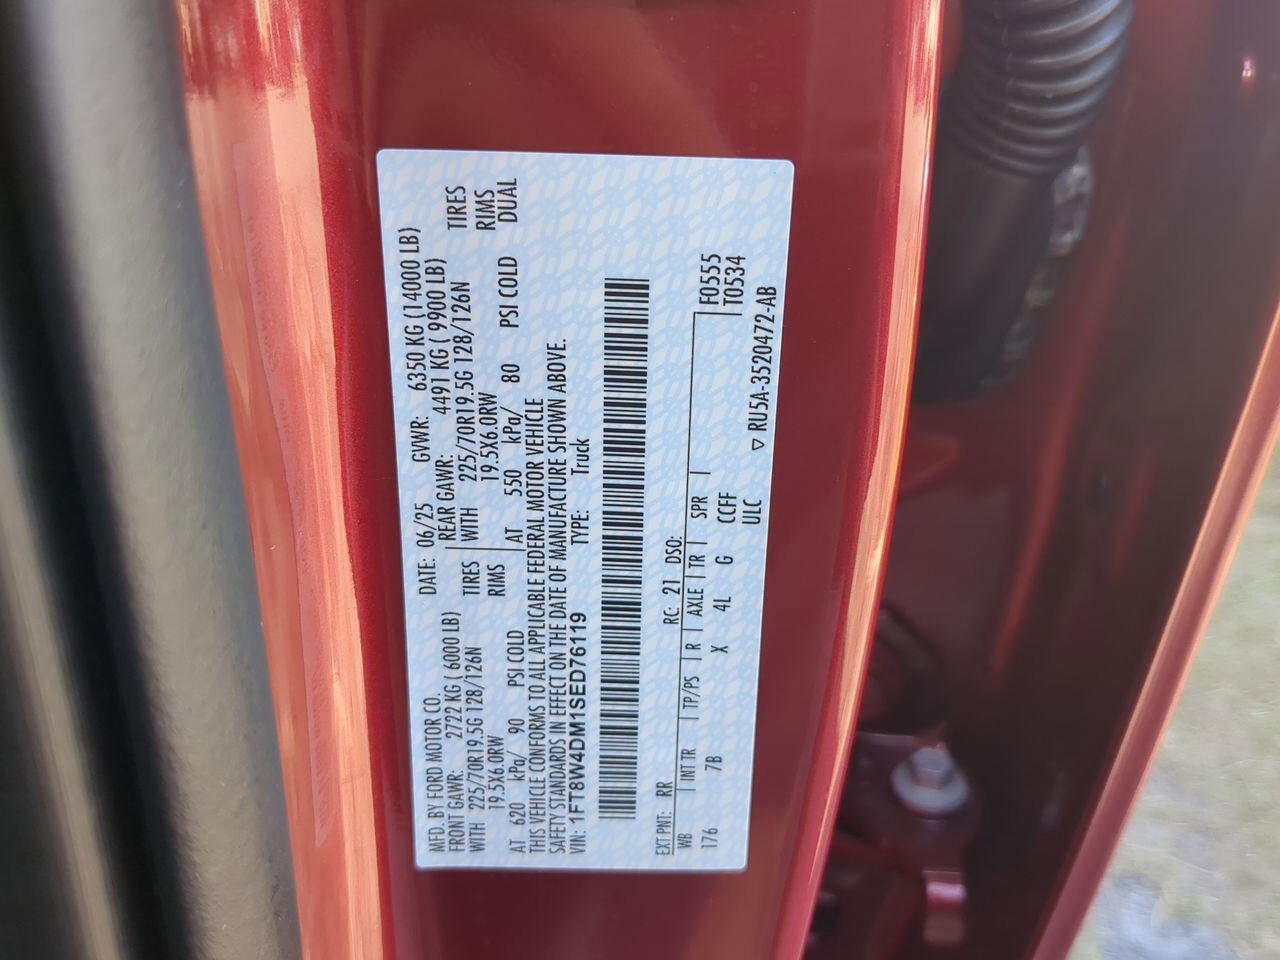 MFD. BY FORD MOTOR CO.
DATE: 06/25 GVWR: 6350 KG (14000 LB)
FRONT GAWR: 2722 KG (6000 LB) REAR GAWR: 4491 KG ( 9900 LB)
WITH 225/70R19.5G 128/126N TIRES WITH 225/70R19.5G 128/126N TIRES
19.5X6.0RW RIMS 19.5X6.0RW RIMS
AT 620 kPa/ 90 PSI COLD AT 550 kPa/ 80 PSI COLD DUAL
THIS VEHICLE CONFORMS TO ALL APPLICABLE FEDERAL MOTOR VEHICLE
SAFETY STANDARDS IN EFFECT ON THE DATE OF MANUFACTURE SHOWN ABOVE.
VIN: 1FT8W4DM1SED76119 TYPE: Truck
EXT PNT: RR RC: 21 DSO:
WB INT TR TP/PS R AXLE TR SPR F0555
176 7B X 4L G CCFF T0534
ULC ▽ RU5A-3520472-AB